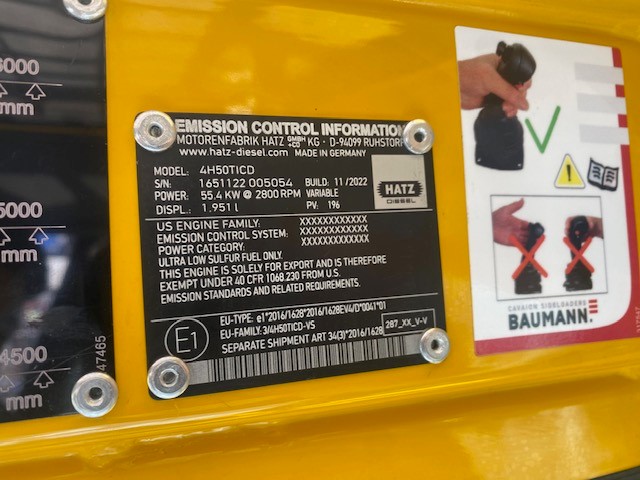 6000
mm
5000
mm
4500
mm
47465
EMISSION CONTROL INFORMATION
MOTORENFABRIK HATZ GMBH +CO KG · D-94099 RUHSTORF
www.hatz-diesel.com MADE IN GERMANY
MODEL: 4H50TICD
S/N: 1651122 005054 BUILD: 11/2022
POWER: 55.4 KW @ 2800 RPM VARIABLE
DISPL.: 1.951 l PV: 196
HATZ
DIESEL
US ENGINE FAMILY: XXXXXXXXXXXX
EMISSION CONTROL SYSTEM: XXXXXXXXXXXX
POWER CATEGORY: XXXXXXXXXXXX
ULTRA LOW SULFUR FUEL ONLY.
THIS ENGINE IS SOLELY FOR EXPORT AND IS THEREFORE
EXEMPT UNDER 40 CFR 1068.230 FROM U.S.
EMISSION STANDARDS AND RELATED REQUIREMENTS.
E1
EU-TYPE: e1*2016/1628*2016/1628EV4/D*0041*01
EU-FAMILY: 3/4H50TICD-VS
SEPARATE SHIPMENT ART 34(3)*2016/1628
287_XX_V-V
CAVAION SIDELOADERS
BAUMANN